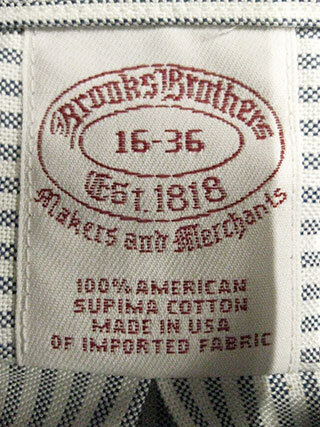 Brooks Brothers
16-36
Est. 1818
Makers and Merchants
100% AMERICAN
SUPIMA COTTON
MADE IN USA
OF IMPORTED FABRIC